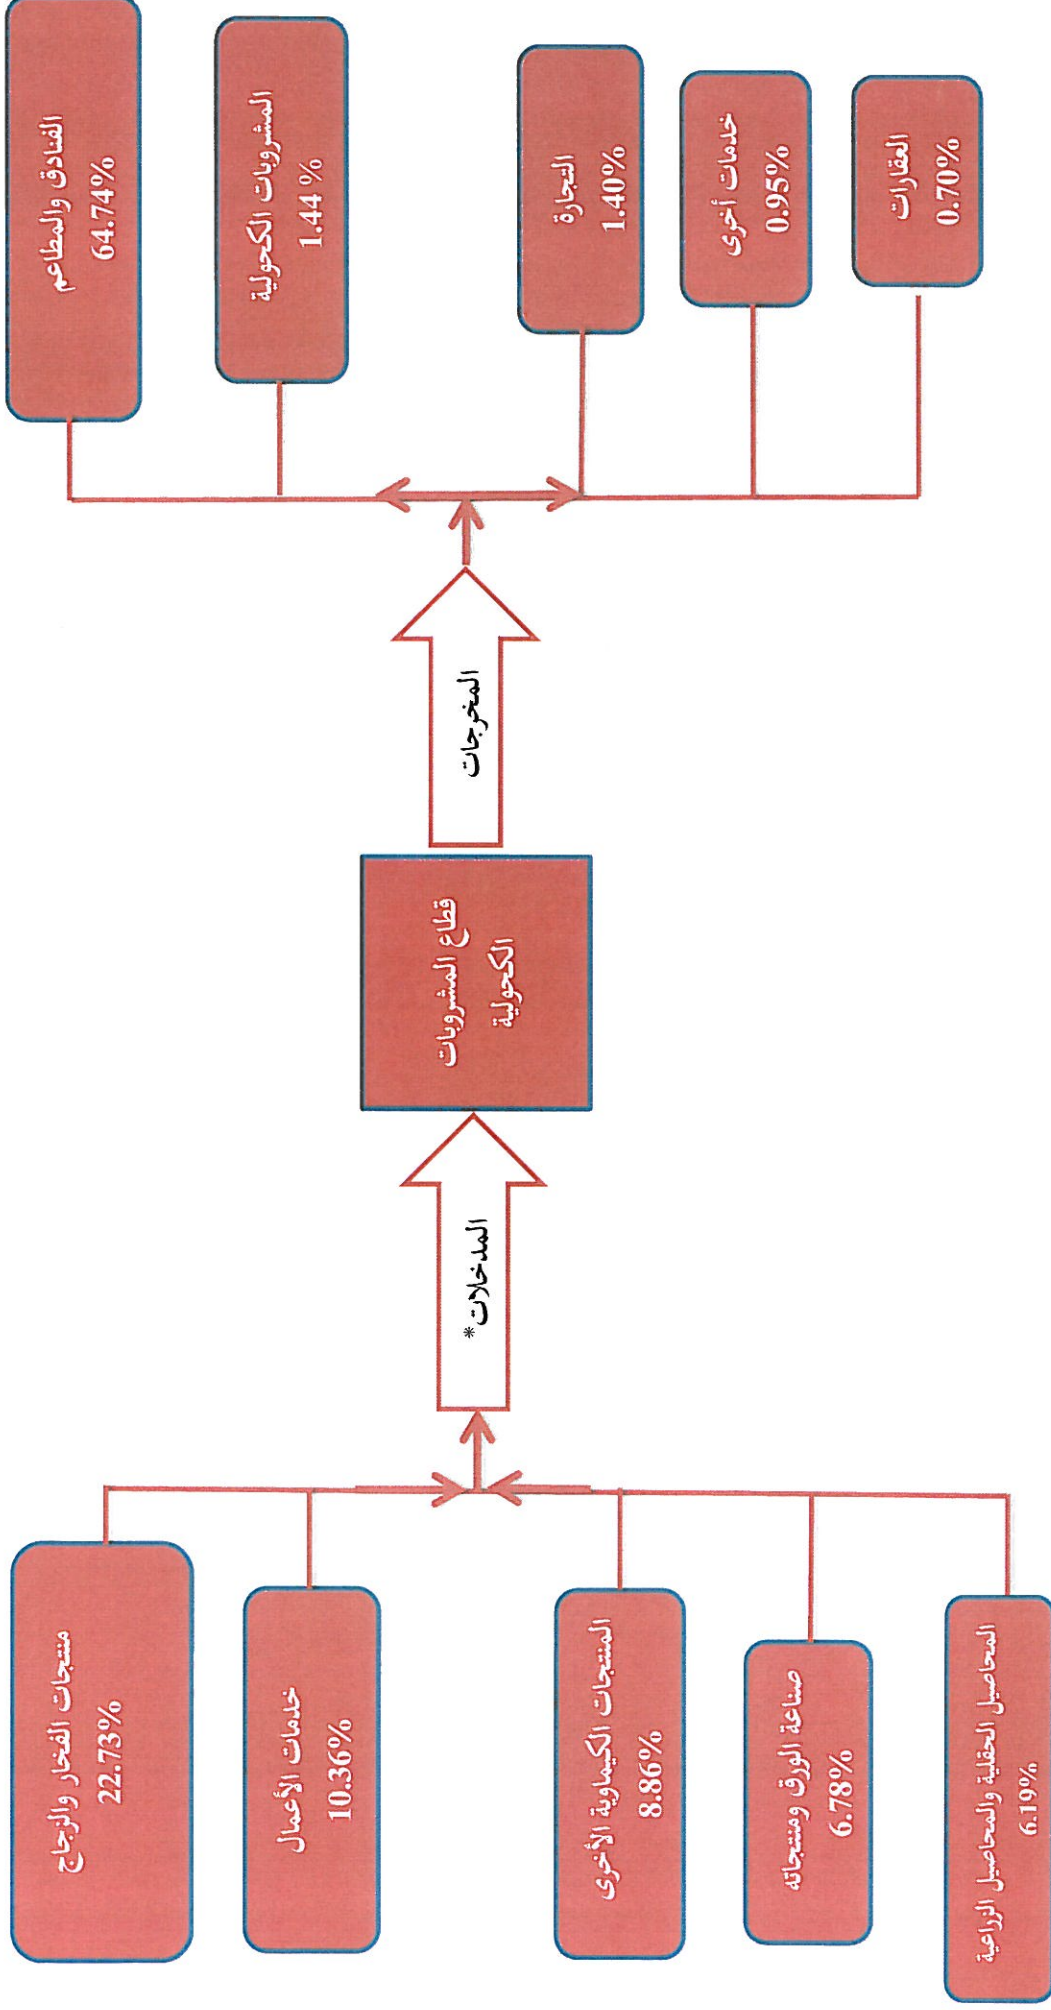 منتجات الفخار والزجاج
22.73%
خدمات الأعمال
10.36%
المنتجات الكيماوية الأخرى
8.86%
صناعة الورق ومنتجاته
6.78%
المحاصيل الحقلية والمحاصيل الزراعية
6.19%
المدخلات*
قطاع المشروبات
الكحولية
المخرجات
الفنادق والمطاعم
64.74%
المشروبات الكحولية
1.44 %
التجارة
1.40%
خدمات أخرى
0.95%
العقارات
0.70%